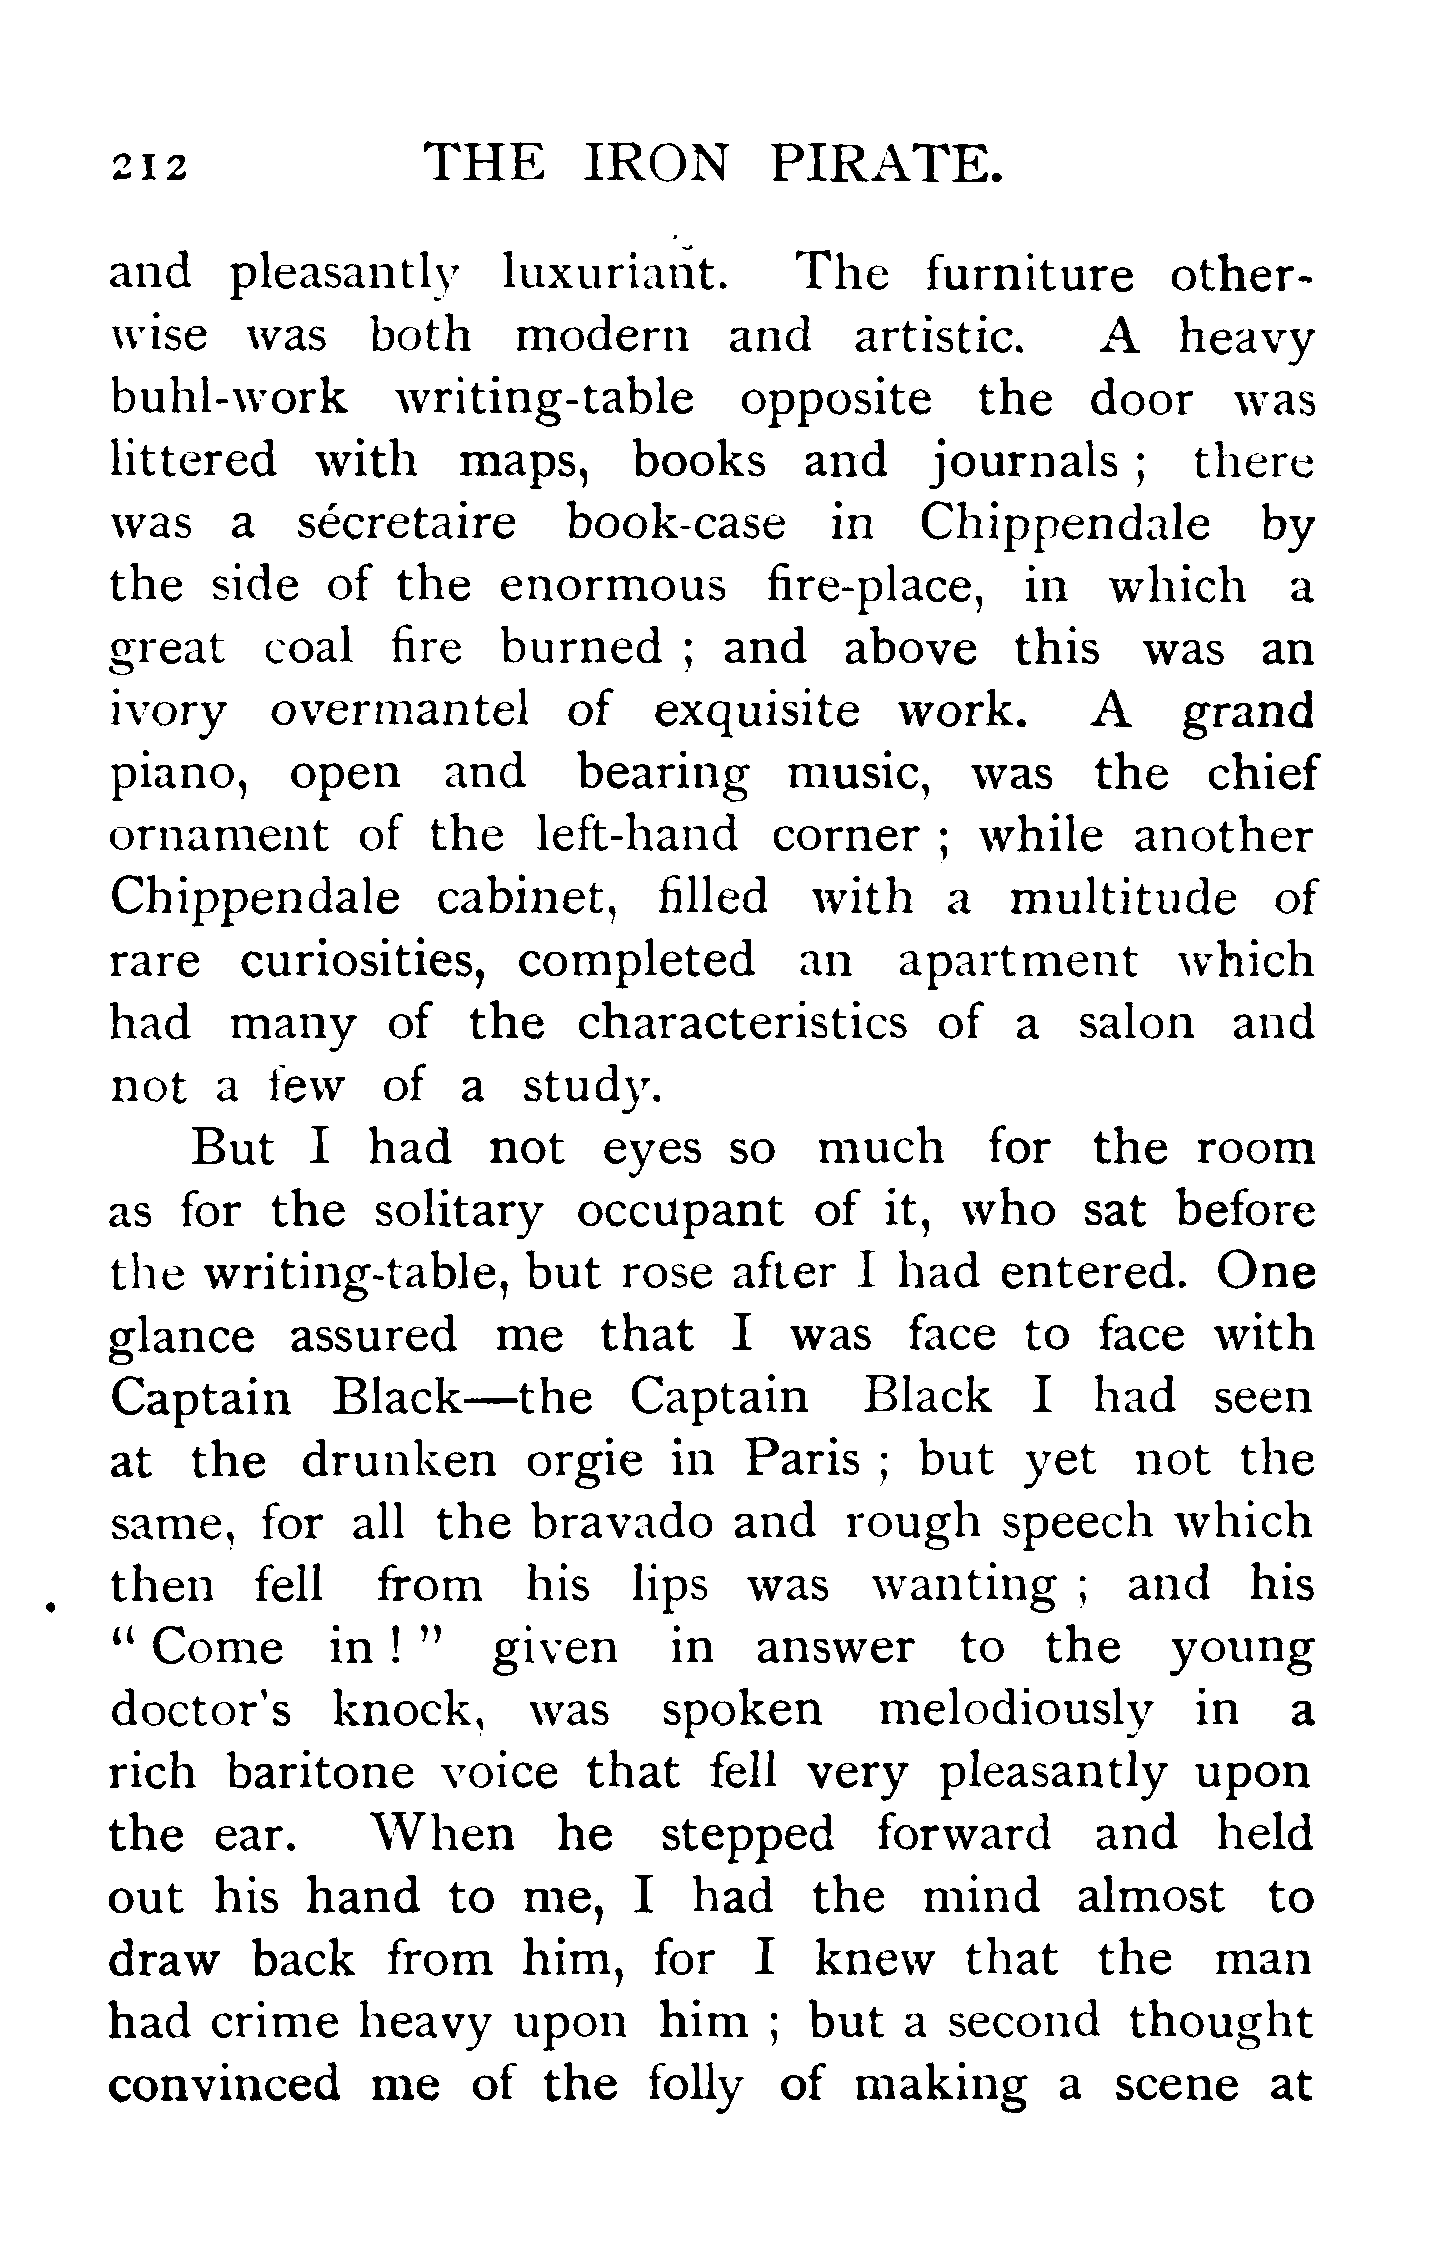 212 THE IRON PIRATE.
and pleasantly luxuriant. The furniture other-
wise was both modern and artistic. A heavy
buhl-work writing-table opposite the door was
littered with maps, books and journals ; there
was a sécretaire book-case in Chippendale by
the side of the enormous fire-place, in which a
great coal fire burned ; and above this was an
ivory overmantel of exquisite work. A grand
piano, open and bearing music, was the chief
ornament of the left-hand corner ; while another
Chippendale cabinet, filled with a multitude of
rare curiosities, completed an apartment which
had many of the characteristics of a salon and
not a few of a study.
But I had not eyes so much for the room
as for the solitary occupant of it, who sat before
the writing-table, but rose after I had entered. One
glance assured me that I was face to face with
Captain Black—the Captain Black I had seen
at the drunken orgie in Paris ; but yet not the
same, for all the bravado and rough speech which
then fell from his lips was wanting ; and his
“ Come in ! ” given in answer to the young
doctor's knock, was spoken melodiously in a
rich baritone voice that fell very pleasantly upon
the ear. When he stepped forward and held
out his hand to me, I had the mind almost to
draw back from him, for I knew that the man
had crime heavy upon him ; but a second thought
convinced me of the folly of making a scene at